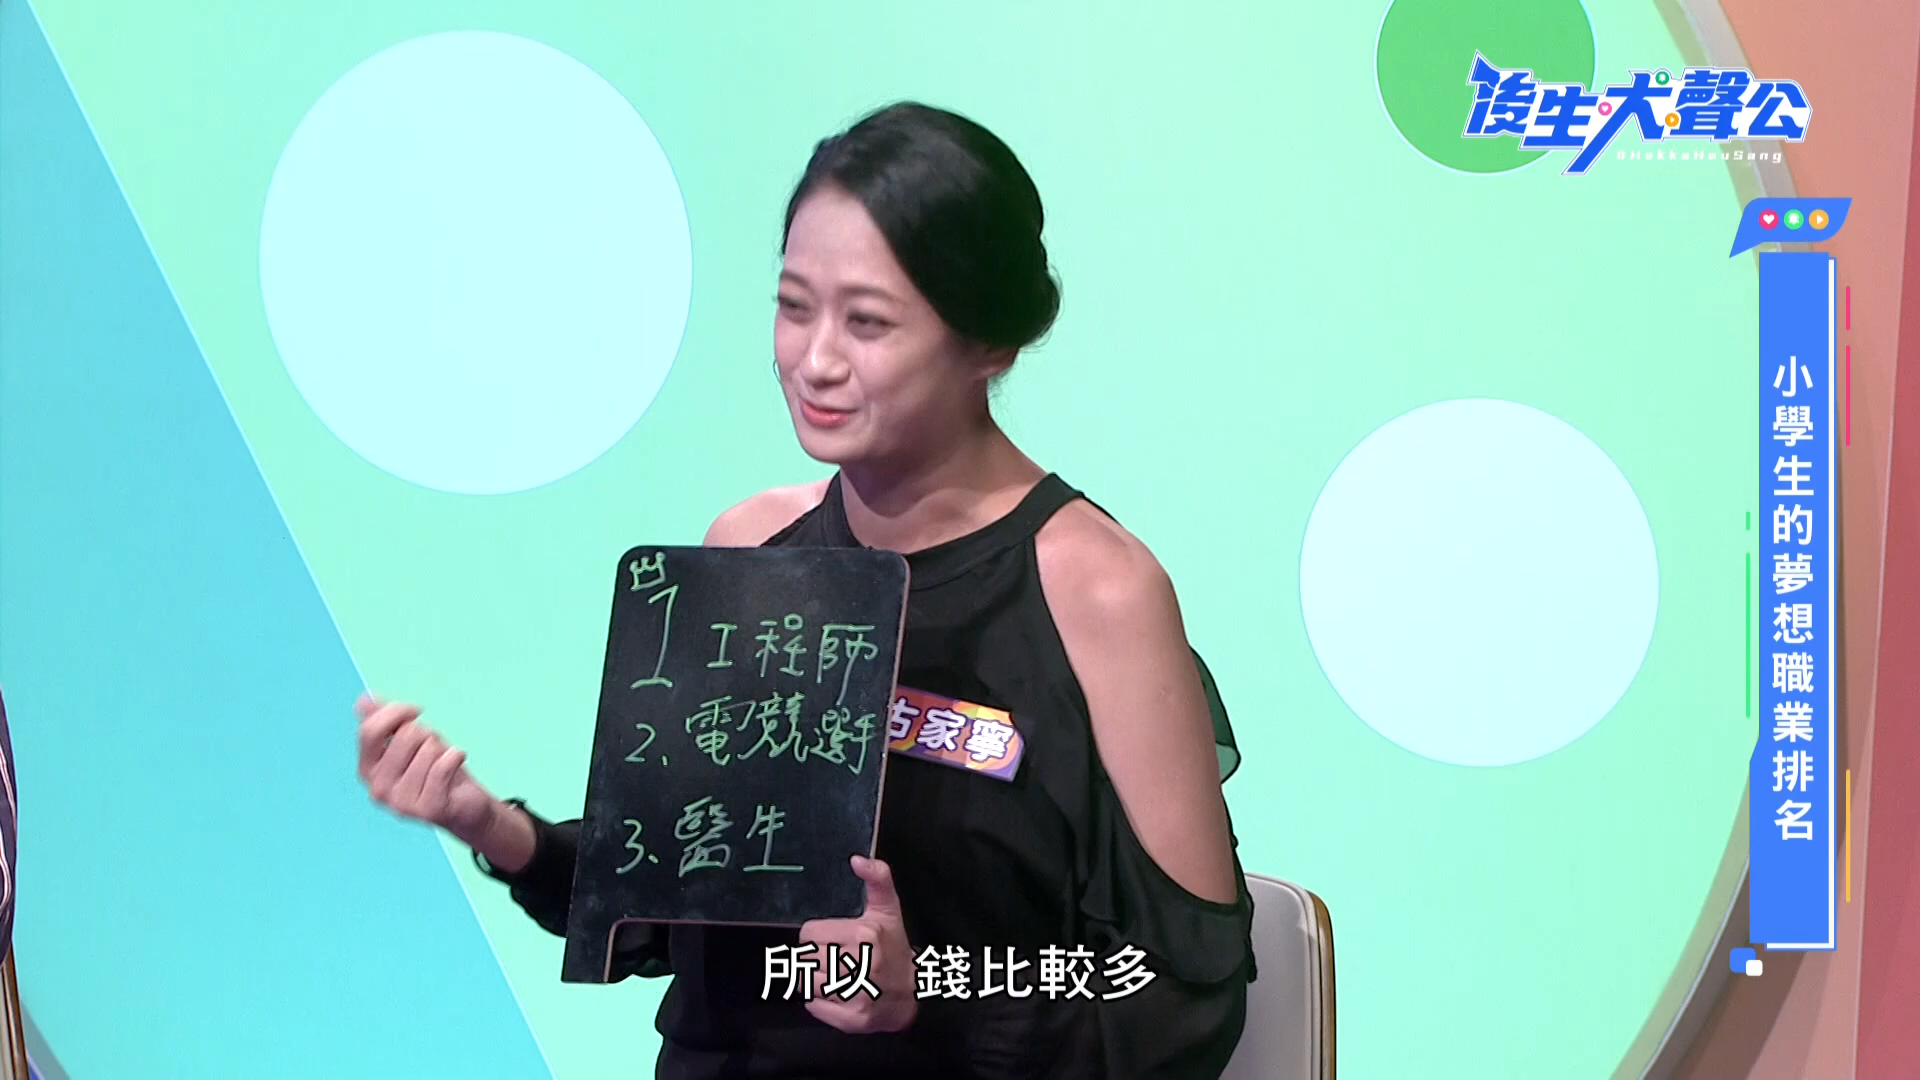 後生大聲公
@HakkaHauSang
小學生的夢想職業排名
1 工程師
2、電競選手
3、醫生
古家寧
所以 錢比較多